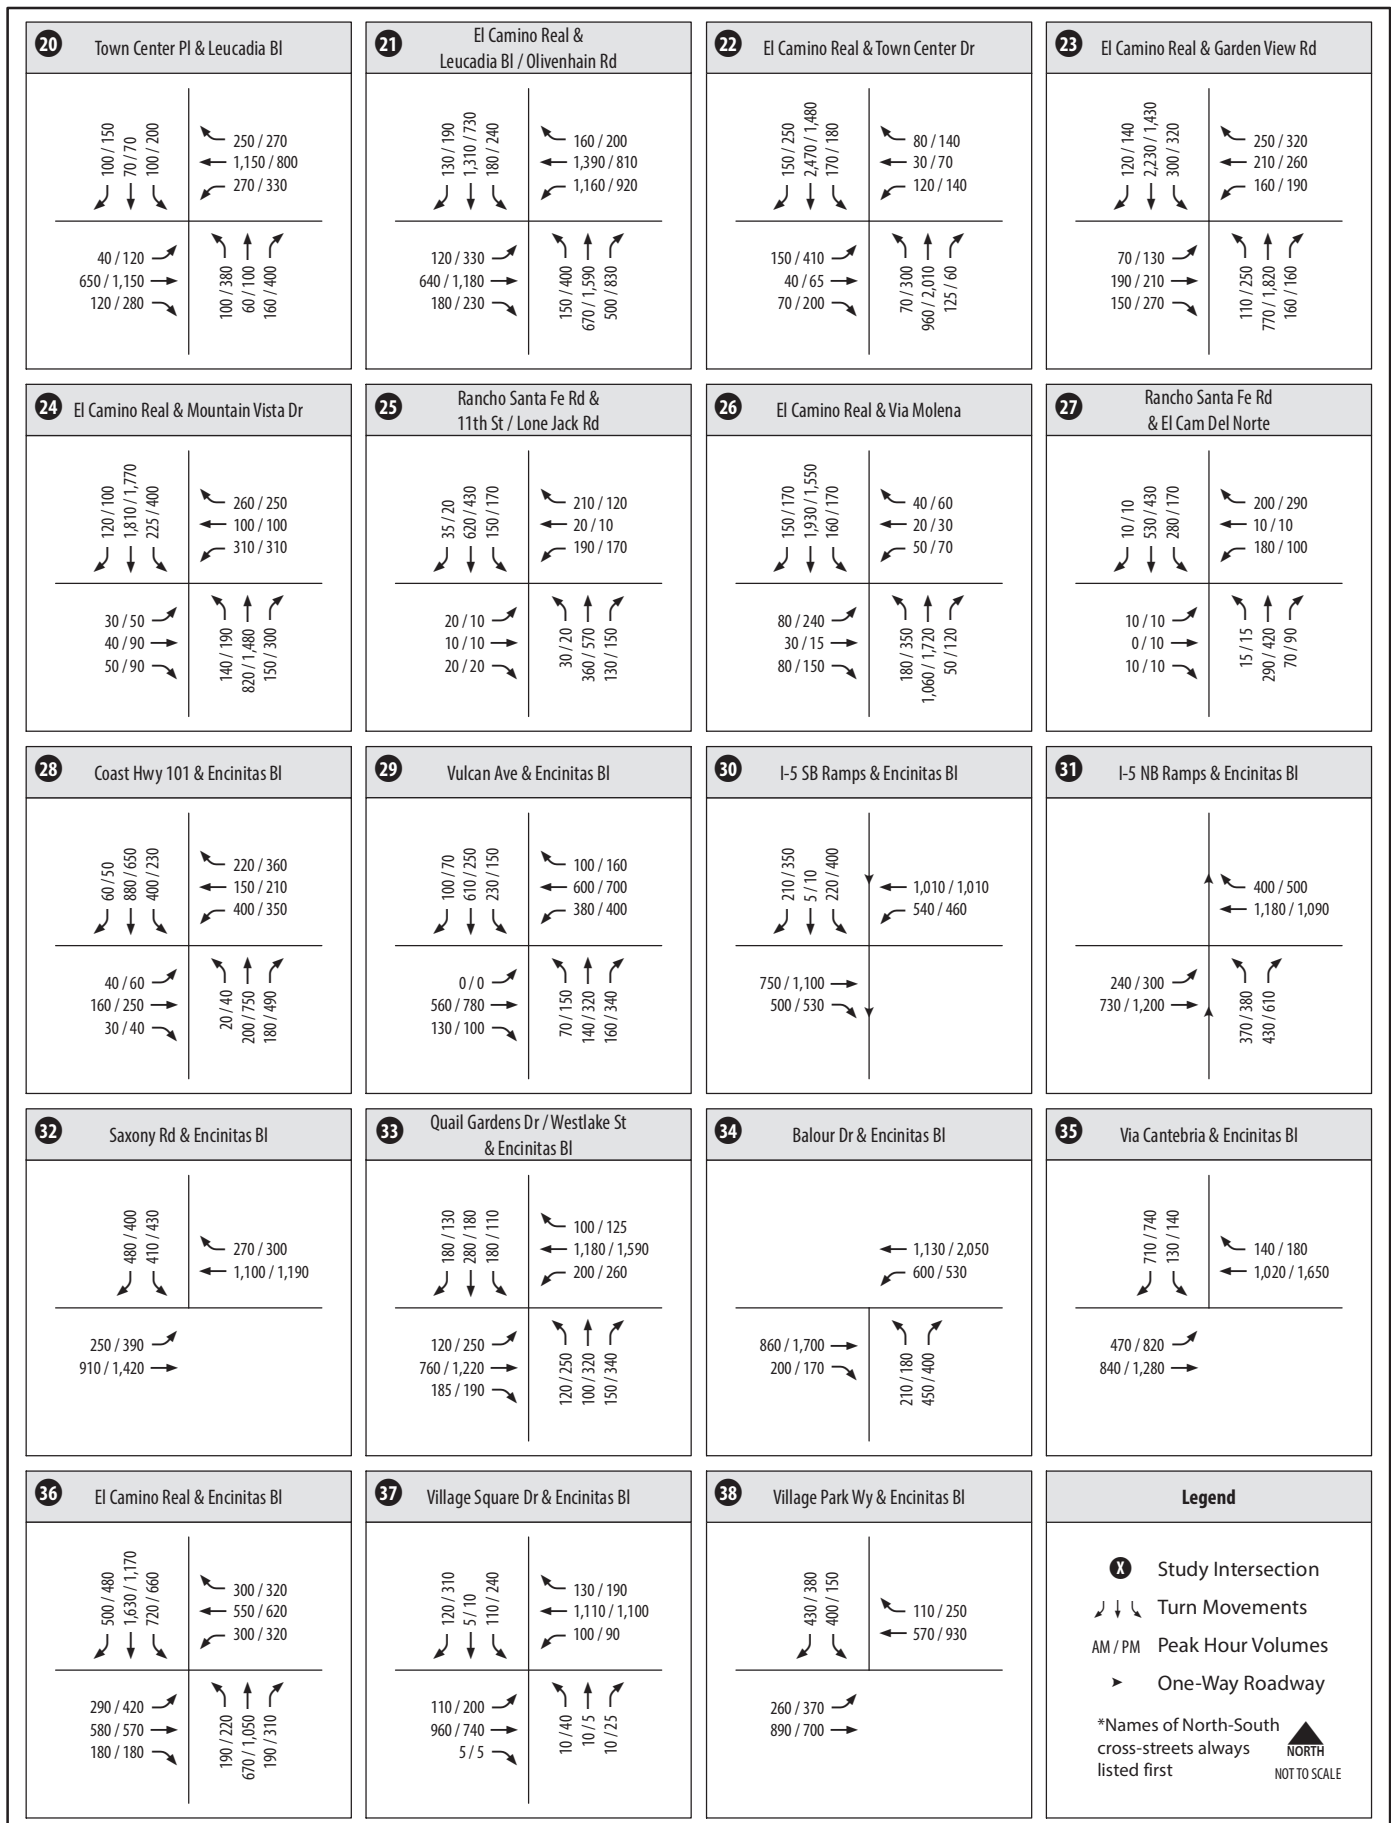 20
Town Center Pl & Leucadia Bl
100 / 150
70 / 70
100 / 200
250 / 270
1,150 / 800
270 / 330
40 / 120
650 / 1,150
120 / 280
100 / 380
60 / 100
160 / 400
21
El Camino Real &
Leucadia Bl / Olivenhain Rd
130 / 190
1,310 / 730
180 / 240
160 / 200
1,390 / 810
1,160 / 920
120 / 330
640 / 1,180
180 / 230
150 / 400
670 / 1,590
500 / 830
22
El Camino Real & Town Center Dr
150 / 250
2,470 / 1,480
170 / 180
80 / 140
30 / 70
120 / 140
150 / 410
40 / 65
70 / 200
70 / 300
960 / 2,010
125 / 60
23
El Camino Real & Garden View Rd
120 / 140
2,230 / 1,430
300 / 320
250 / 320
210 / 260
160 / 190
70 / 130
190 / 210
150 / 270
110 / 250
770 / 1,820
160 / 160
24
El Camino Real & Mountain Vista Dr
120 / 100
1,810 / 1,770
225 / 400
260 / 250
100 / 100
310 / 310
30 / 50
40 / 90
50 / 90
140 / 190
820 / 1,480
150 / 300
25
Rancho Santa Fe Rd &
11th St / Lone Jack Rd
35 / 20
620 / 430
150 / 170
210 / 120
20 / 10
190 / 170
20 / 10
10 / 10
20 / 20
30 / 20
360 / 570
130 / 150
26
El Camino Real & Via Molena
150 / 170
1,930 / 1,550
160 / 170
40 / 60
20 / 30
50 / 70
80 / 240
30 / 15
80 / 150
180 / 350
1,060 / 1,720
50 / 120
27
Rancho Santa Fe Rd
& El Cam Del Norte
10 / 10
530 / 430
280 / 170
200 / 290
10 / 10
180 / 100
10 / 10
0 / 10
10 / 10
15 / 15
290 / 420
70 / 90
28
Coast Hwy 101 & Encinitas Bl
60 / 50
880 / 650
400 / 230
220 / 360
150 / 210
400 / 350
40 / 60
160 / 250
30 / 40
20 / 40
200 / 750
180 / 490
29
Vulcan Ave & Encinitas Bl
100 / 70
610 / 250
230 / 150
100 / 160
600 / 700
380 / 400
0 / 0
560 / 780
130 / 100
70 / 150
140 / 320
160 / 340
30
I-5 SB Ramps & Encinitas Bl
210 / 350
5 / 10
220 / 400
1,010 / 1,010
540 / 460
750 / 1,100
500 / 530
31
I-5 NB Ramps & Encinitas Bl
400 / 500
1,180 / 1,090
240 / 300
730 / 1,200
370 / 380
430 / 610
32
Saxony Rd & Encinitas Bl
480 / 400
410 / 430
270 / 300
1,100 / 1,190
250 / 390
910 / 1,420
33
Quail Gardens Dr / Westlake St
& Encinitas Bl
180 / 130
280 / 180
180 / 110
100 / 125
1,180 / 1,590
200 / 260
120 / 250
760 / 1,220
185 / 190
120 / 250
100 / 320
150 / 340
34
Balour Dr & Encinitas Bl
1,130 / 2,050
600 / 530
860 / 1,700
200 / 170
210 / 180
450 / 400
35
Via Cantebria & Encinitas Bl
710 / 740
130 / 140
140 / 180
1,020 / 1,650
470 / 820
840 / 1,280
36
El Camino Real & Encinitas Bl
500 / 480
1,630 / 1,170
720 / 660
300 / 320
550 / 620
300 / 320
290 / 420
580 / 570
180 / 180
190 / 220
670 / 1,050
190 / 310
37
Village Square Dr & Encinitas Bl
120 / 310
5 / 10
110 / 240
130 / 190
1,110 / 1,100
100 / 90
110 / 200
960 / 740
5 / 5
10 / 40
10 / 5
10 / 25
38
Village Park Wy & Encinitas Bl
430 / 380
400 / 150
110 / 250
570 / 930
260 / 370
890 / 700
Legend
X Study Intersection
Turn Movements
AM / PM Peak Hour Volumes
One-Way Roadway
*Names of North-South
cross-streets always
listed first
NORTH
NOT TO SCALE